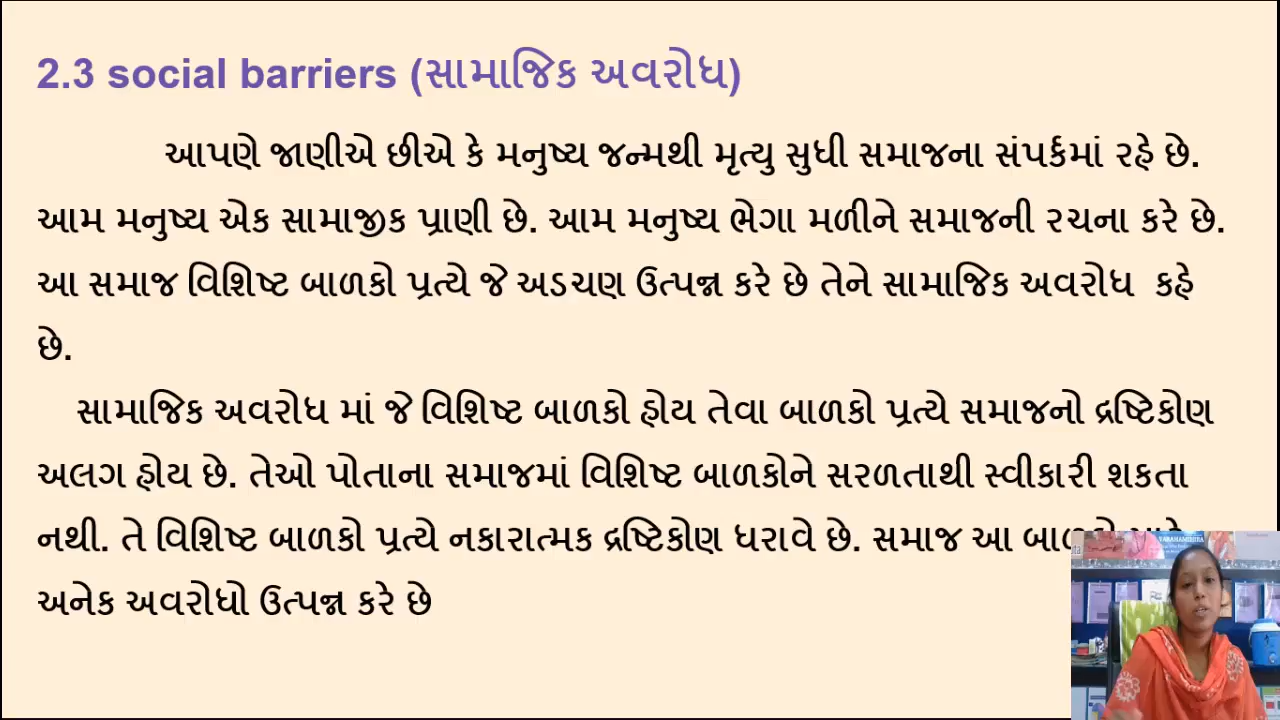 2.3 social barriers (સામાજિક અવરોધ)
આપણે જાણીએ છીએ કે મનુષ્ય જન્મથી મૃત્યુ સુધી સમાજના સંપર્કમાં રહે છે.
આમ મનુષ્ય એક સામાજીક પ્રાણી છે. આમ મનુષ્ય ભેગા મળીને સમાજની રચના કરે છે.
આ સમાજ વિશિષ્ટ બાળકો પ્રત્યે જે અડચણ ઉત્પન્ન કરે છે તેને સામાજિક અવરોધ કહે
છે.
સામાજિક અવરોધ માં જે વિશિષ્ટ બાળકો હોય તેવા બાળકો પ્રત્યે સમાજનો દ્રષ્ટિકોણ
અલગ હોય છે. તેઓ પોતાના સમાજમાં વિશિષ્ટ બાળકોને સરળતાથી સ્વીકારી શકતા
નથી. તે વિશિષ્ટ બાળકો પ્રત્યે નકારાત્મક દ્રષ્ટિકોણ ધરાવે છે. સમાજ આ
અનેક અવરોધો ઉત્પન્ન કરે છે
VARAHAMIHIRA